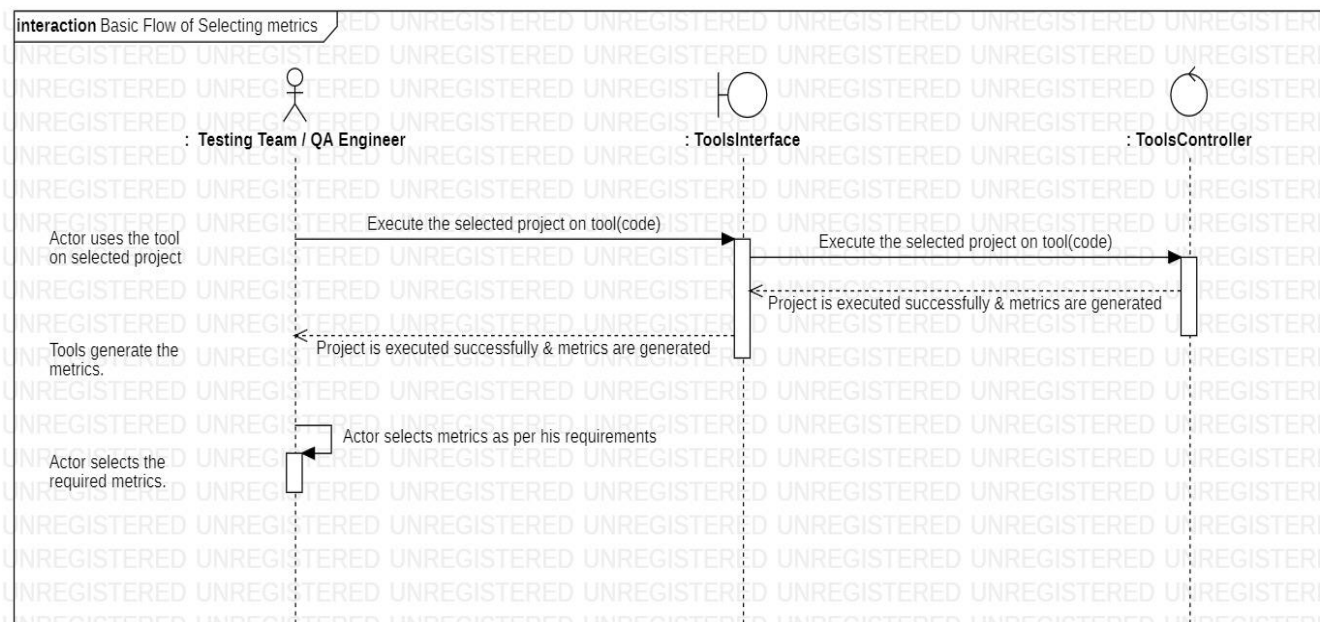 interaction Basic Flow of Selecting metrics
: Testing Team / QA Engineer
: ToolsInterface
: ToolsController
Execute the selected project on tool(code)
Actor uses the tool
on selected project
Execute the selected project on tool(code)
Project is executed successfully & metrics are generated
Project is executed successfully & metrics are generated
Tools generate the
metrics.
Actor selects metrics as per his requirements
Actor selects the
required metrics.
UNREGISTERED